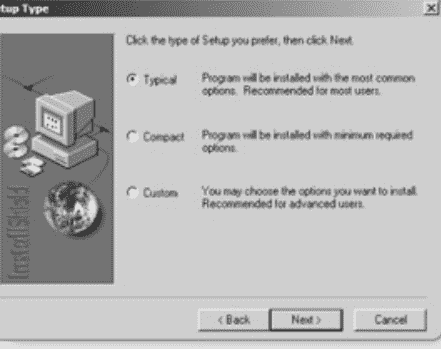 tup Type
Click the type of Setup you prefer, then click Next.
Typical Program will be installed with the most common
options. Recommended for most users.
Compact Program will be installed with minimum required
options.
Custom You may choose the options you want to install.
Recommended for advanced users.
InstallShield
< Back Next > Cancel